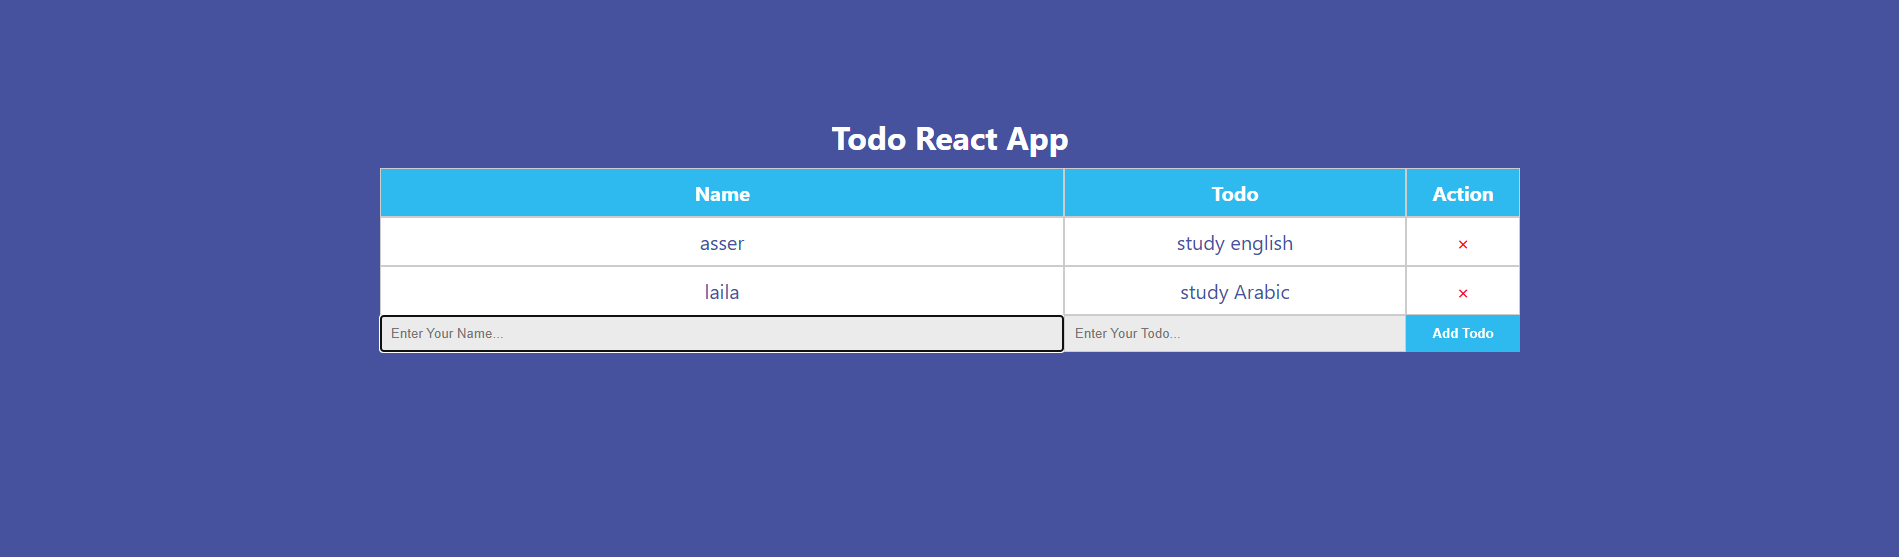 Todo React App
Name Todo Action
asser study english ×
laila study Arabic ×
Enter Your Name... Enter Your Todo... Add Todo